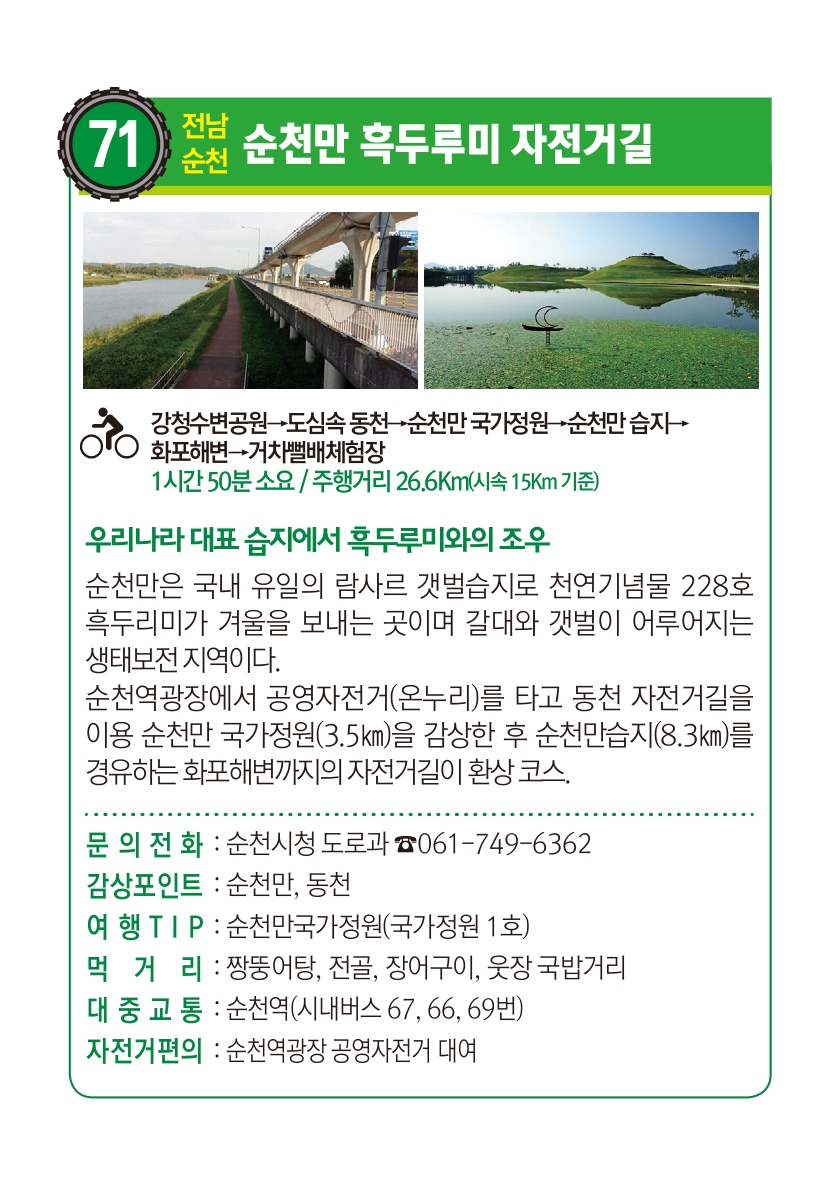 71
전남
순천
순천만 흑두루미 자전거길
강청수변공원→도심속 동천→순천만 국가정원→순천만 습지→
화포해변→거차뻘배체험장
1시간 50분 소요 / 주행거리 26.6Km(시속 15Km 기준)
우리나라 대표 습지에서 흑두루미와의 조우
순천만은 국내 유일의 람사르 갯벌습지로 천연기념물 228호
흑두리미가 겨울을 보내는 곳이며 갈대와 갯벌이 어루어지는
생태보전 지역이다.
순천역광장에서 공영자전거(온누리)를 타고 동천 자전거길을
이용 순천만 국가정원(3.5㎞)을 감상한 후 순천만습지(8.3㎞)를
경유하는 화포해변까지의 자전거길이 환상 코스.
문 의 전 화 : 순천시청 도로과 ☎061-749-6362
감상포인트 : 순천만, 동천
여 행 T I P : 순천만국가정원(국가정원 1호)
먹 거 리 : 짱뚱어탕, 전골, 장어구이, 웃장 국밥거리
대 중 교 통 : 순천역(시내버스 67, 66, 69번)
자전거편의 : 순천역광장 공영자전거 대여